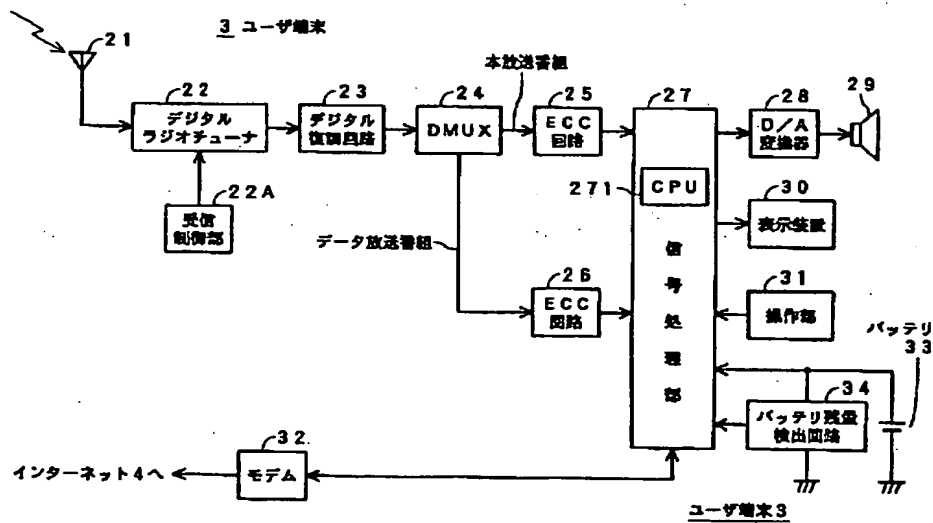 21
3 ユーザ端末
22
デジタル
ラジオチューナ
23
デジタル
復調回路
24
DMUX
本放送番組
25
ECC
回路
27
271
CPU
信号処理部
28
D/A
変換器
29
30
表示装置
31
操作部
22A
受信
制御部
データ放送番組
26
ECC
回路
バッテリ
33
34
バッテリ残量
検出回路
32
インターネット4へ
モデム
ユーザ端末3